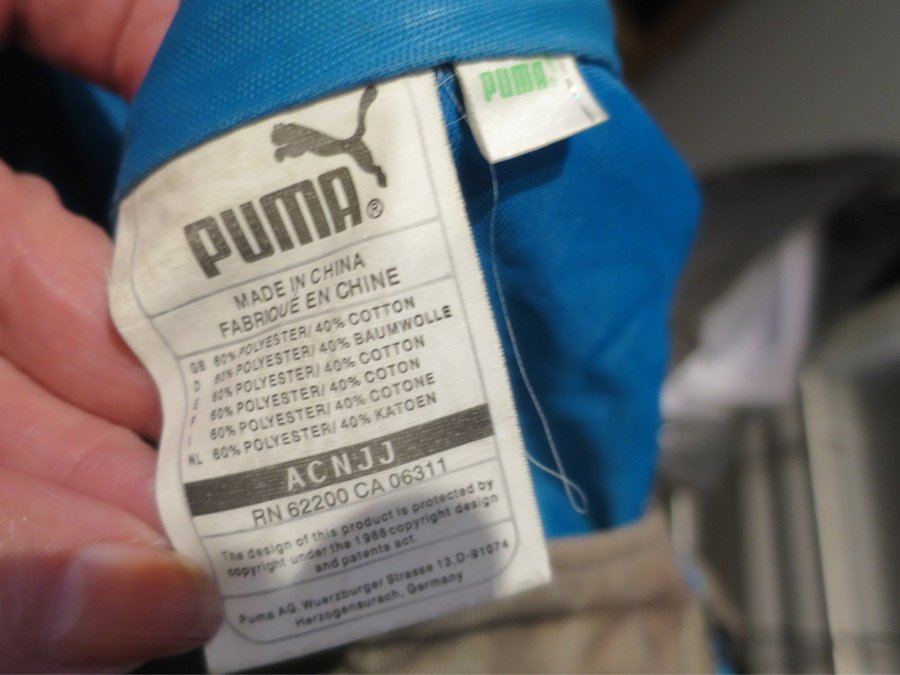 PUMA
PUMA®
MADE IN CHINA
FABRIQUÉ EN CHINE
GB 60% POLYESTER/ 40% COTTON
D 60% POLYESTER/ 40% BAUMWOLLE
E 60% POLYESTER/ 40% COTTON
F 60% POLYESTER/ 40% COTON
I 60% POLYESTER/ 40% COTONE
NL 60% POLYESTER/ 40% KATOEN
ACNJJ
RN 62200 CA 06311
The design of this product is protected by
copyright under the 1988 copyright design
and patents act.
Puma AG. Wuerzburger Strasse 13, D-91074
Herzogenaurach, Germany